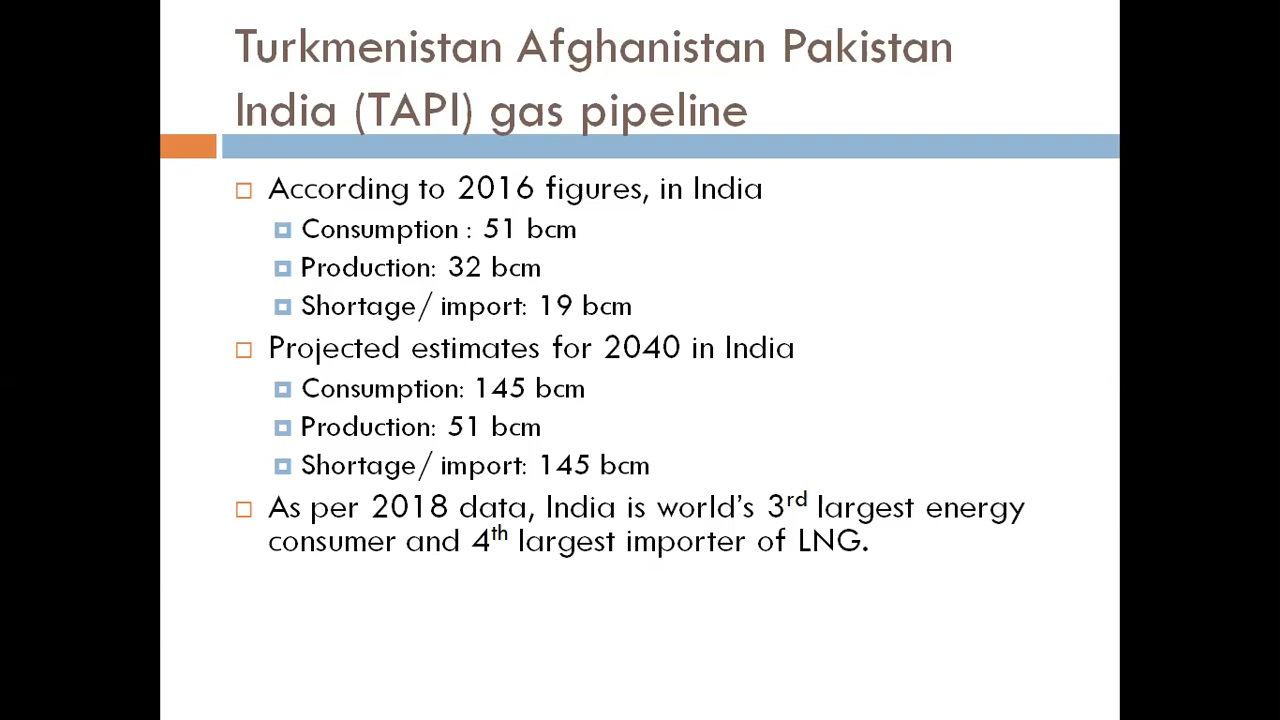 Turkmenistan Afghanistan Pakistan
India (TAPI) gas pipeline
According to 2016 figures, in India
Consumption : 51 bcm
Production: 32 bcm
Shortage/ import: 19 bcm
Projected estimates for 2040 in India
Consumption: 145 bcm
Production: 51 bcm
Shortage/ import: 145 bcm
As per 2018 data, India is world’s 3rd largest energy
consumer and 4th largest importer of LNG.